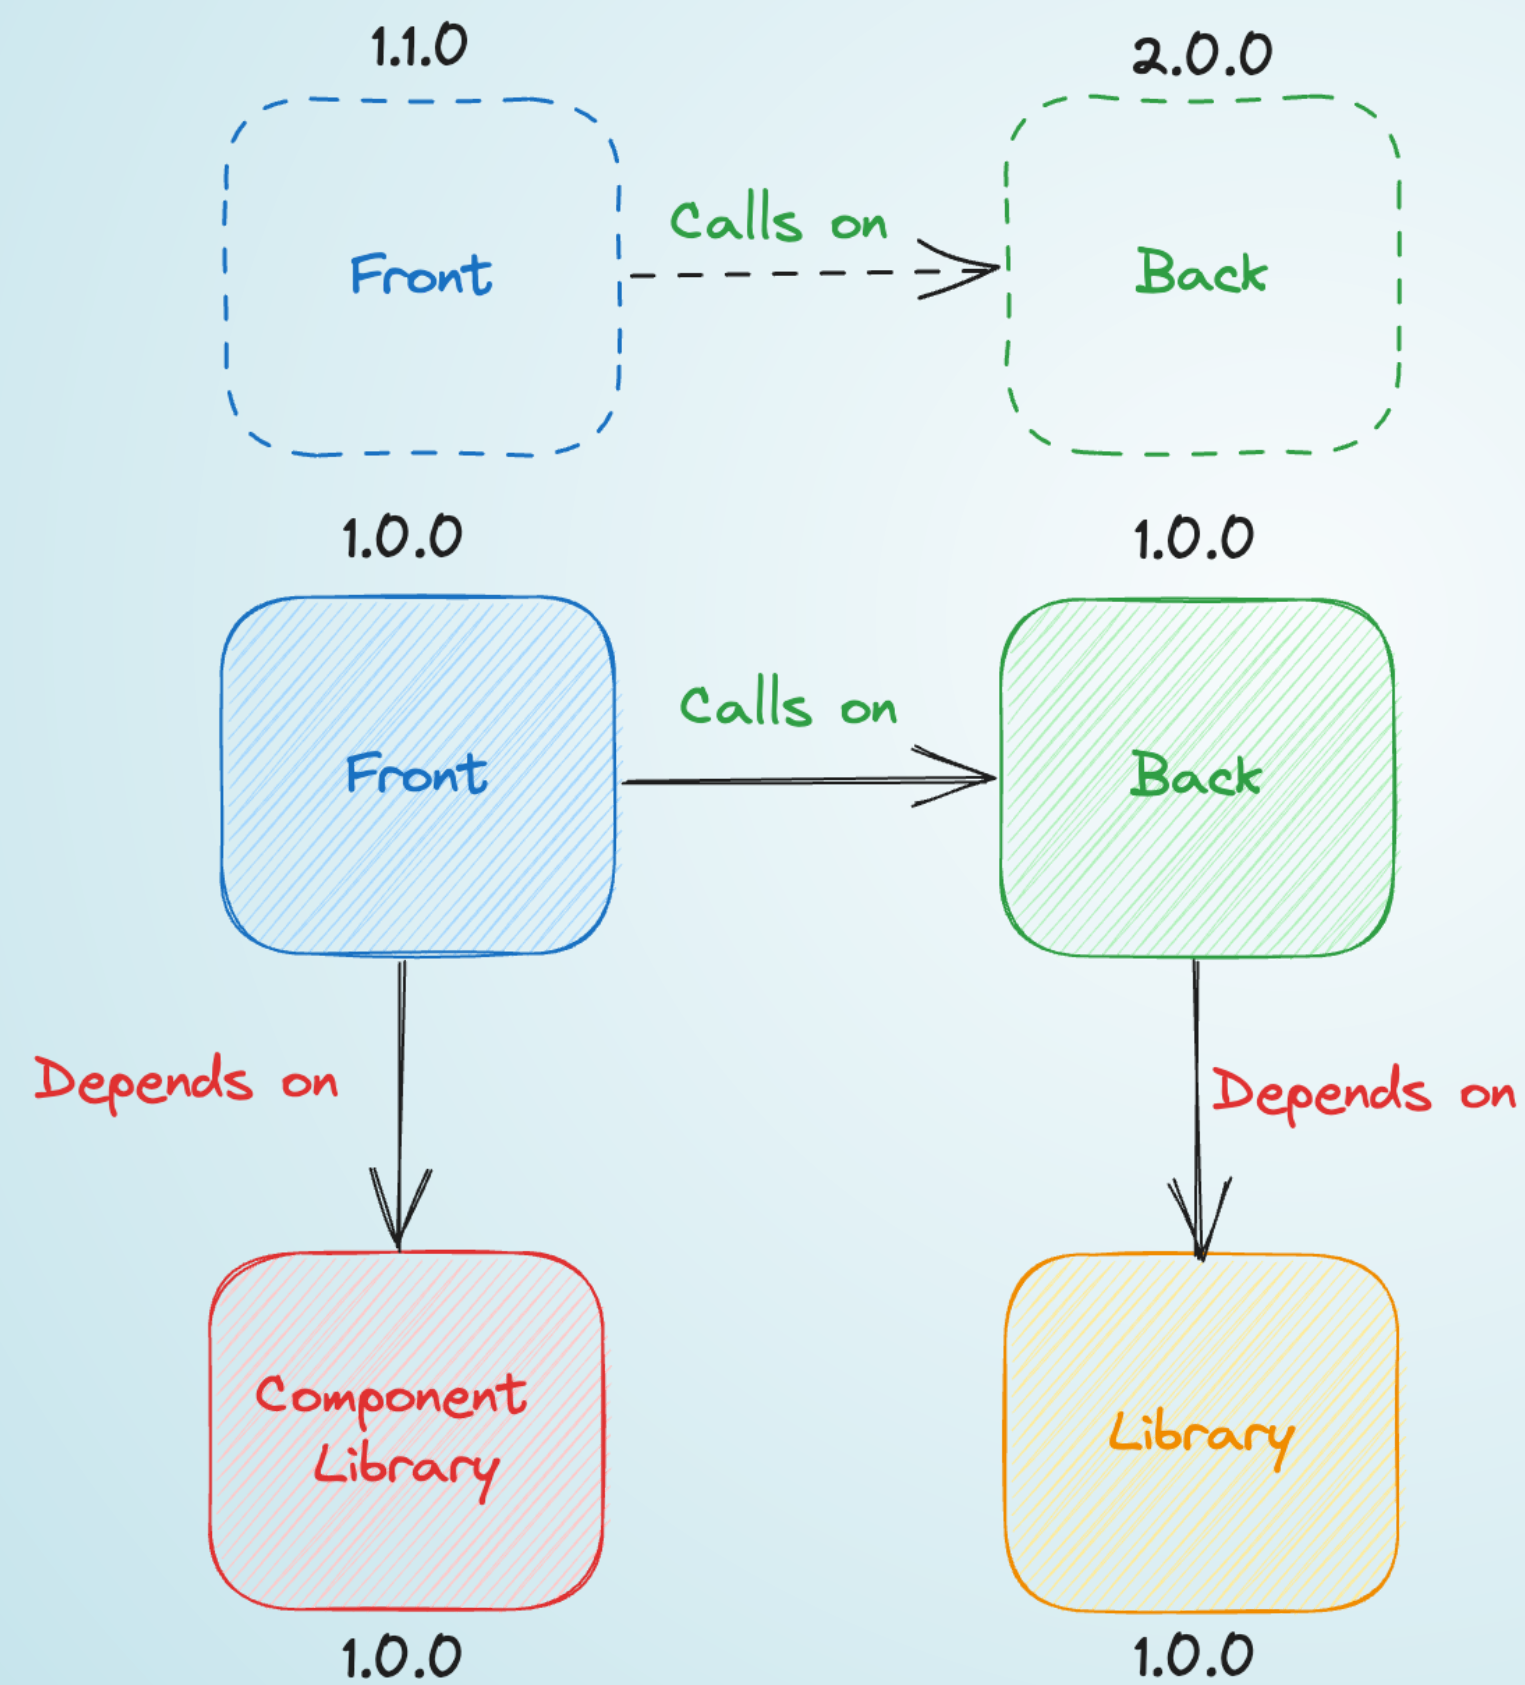 1.1.0
2.0.0
Calls on
Front
Back
1.0.0
1.0.0
Calls on
Front
Back
Depends on
Depends on
Component
Library
Library
1.0.0
1.0.0